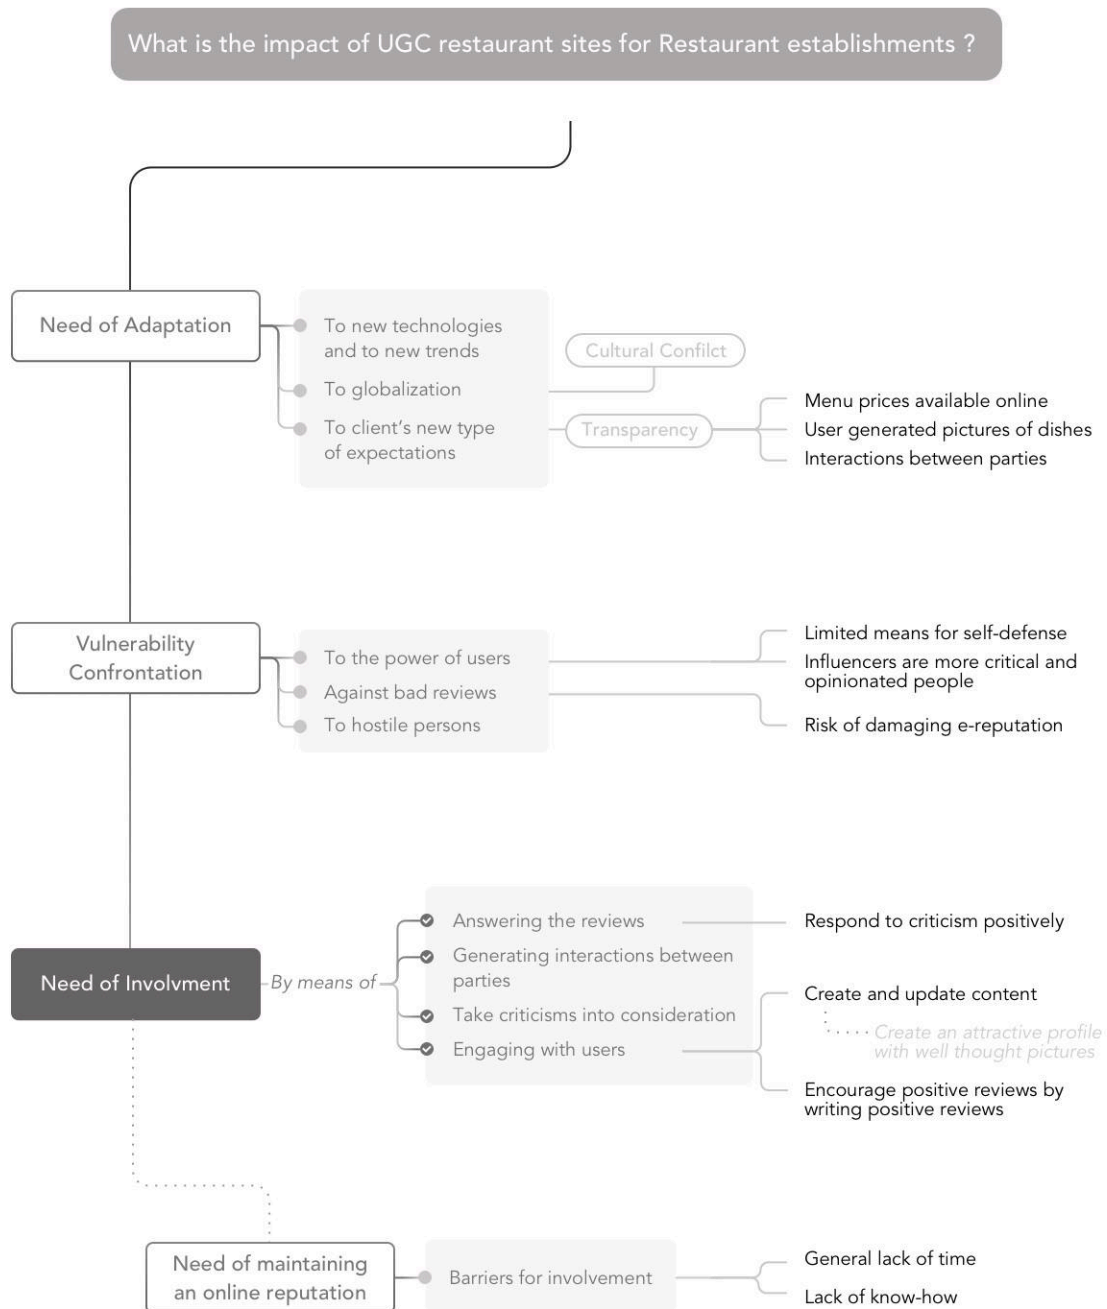 What is the impact of UGC restaurant sites for Restaurant establishments ?
Need of Adaptation
To new technologies
and to new trends
To globalization
To client's new type
of expectations
Cultural Confilct
Transparency
Menu prices available online
User generated pictures of dishes
Interactions between parties
Vulnerability
Confrontation
To the power of users
Against bad reviews
To hostile persons
Limited means for self-defense
Influencers are more critical and
opinionated people
Risk of damaging e-reputation
Need of Involvment
By means of
Answering the reviews
Generating interactions between
parties
Take criticisms into consideration
Engaging with users
Respond to criticism positively
Create and update content
Create an attractive profile
with well thought pictures
Encourage positive reviews by
writing positive reviews
Need of maintaining
an online reputation
Barriers for involvement
General lack of time
Lack of know-how